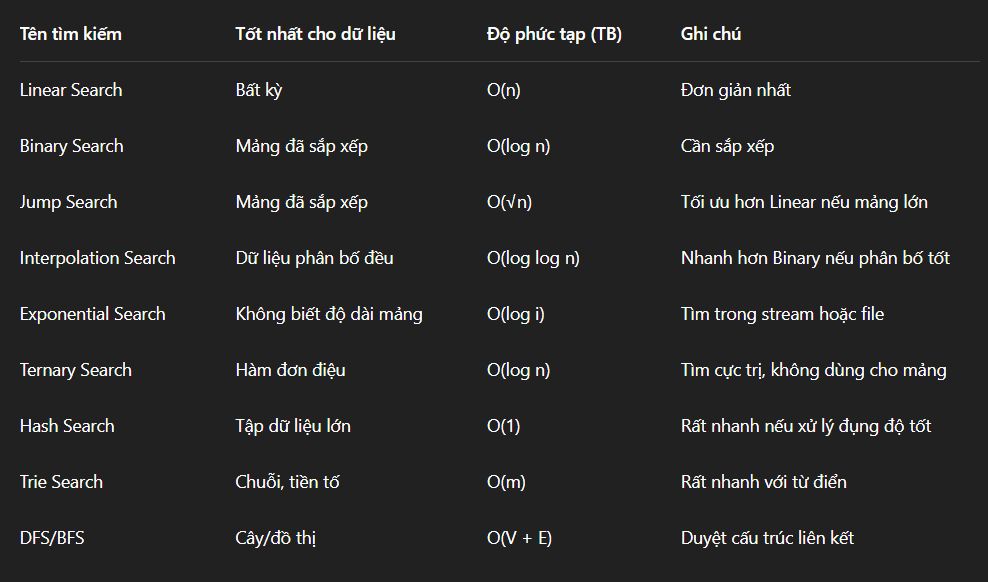 Tên tìm kiếm Tốt nhất cho dữ liệu Độ phức tạp (TB) Ghi chú
Linear Search Bất kỳ O(n) Đơn giản nhất
Binary Search Mảng đã sắp xếp O(log n) Cần sắp xếp
Jump Search Mảng đã sắp xếp O(√n) Tối ưu hơn Linear nếu mảng lớn
Interpolation Search Dữ liệu phân bố đều O(log log n) Nhanh hơn Binary nếu phân bố tốt
Exponential Search Không biết độ dài mảng O(log i) Tìm trong stream hoặc file
Ternary Search Hàm đơn điệu O(log n) Tìm cực trị, không dùng cho mảng
Hash Search Tập dữ liệu lớn O(1) Rất nhanh nếu xử lý đụng độ tốt
Trie Search Chuỗi, tiền tố O(m) Rất nhanh với từ điển
DFS/BFS Cây/đồ thị O(V + E) Duyệt cấu trúc liên kết